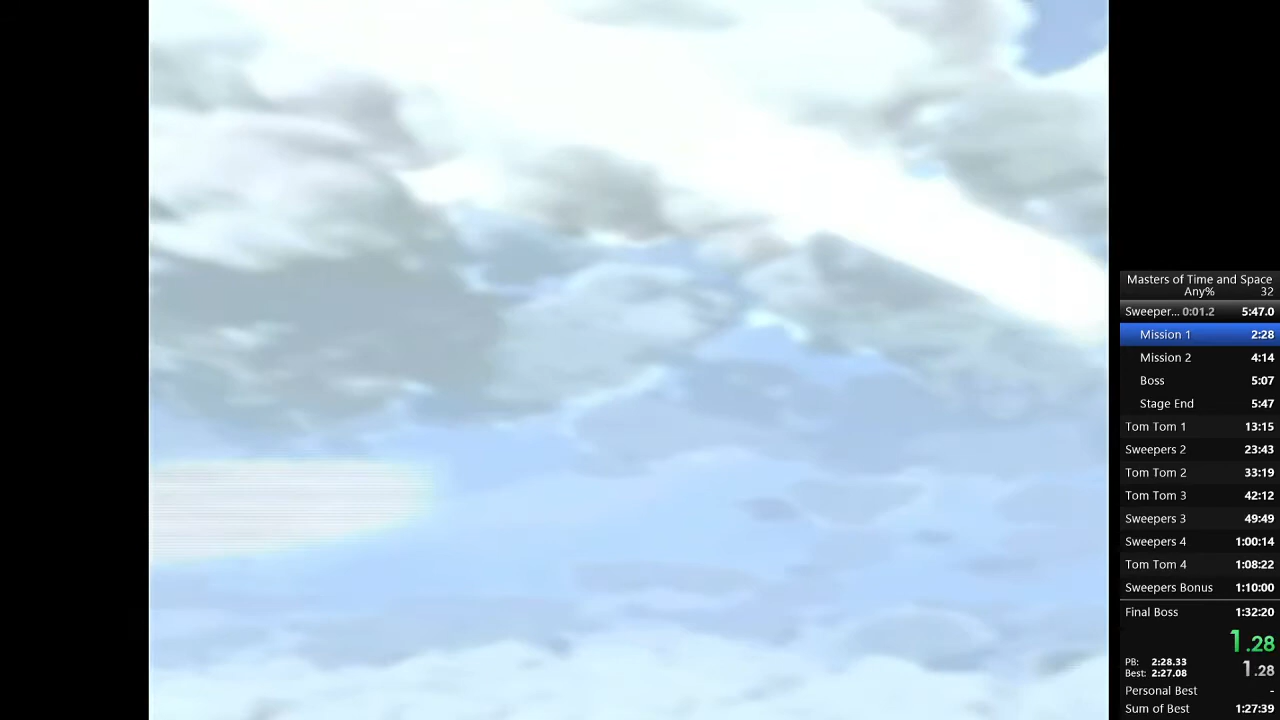 Masters of Time and Space
Any% 32
Sweeper... 0:01.2 5:47.0
Mission 1 2:28
Mission 2 4:14
Boss 5:07
Stage End 5:47
Tom Tom 1 13:15
Sweepers 2 23:43
Tom Tom 2 33:19
Tom Tom 3 42:12
Sweepers 3 49:49
Sweepers 4 1:00:14
Tom Tom 4 1:08:22
Sweepers Bonus 1:10:00
Final Boss 1:32:20
1.28
PB: 2:28.33
Best: 2:27.08 1.28
Personal Best -
Sum of Best 1:27:39